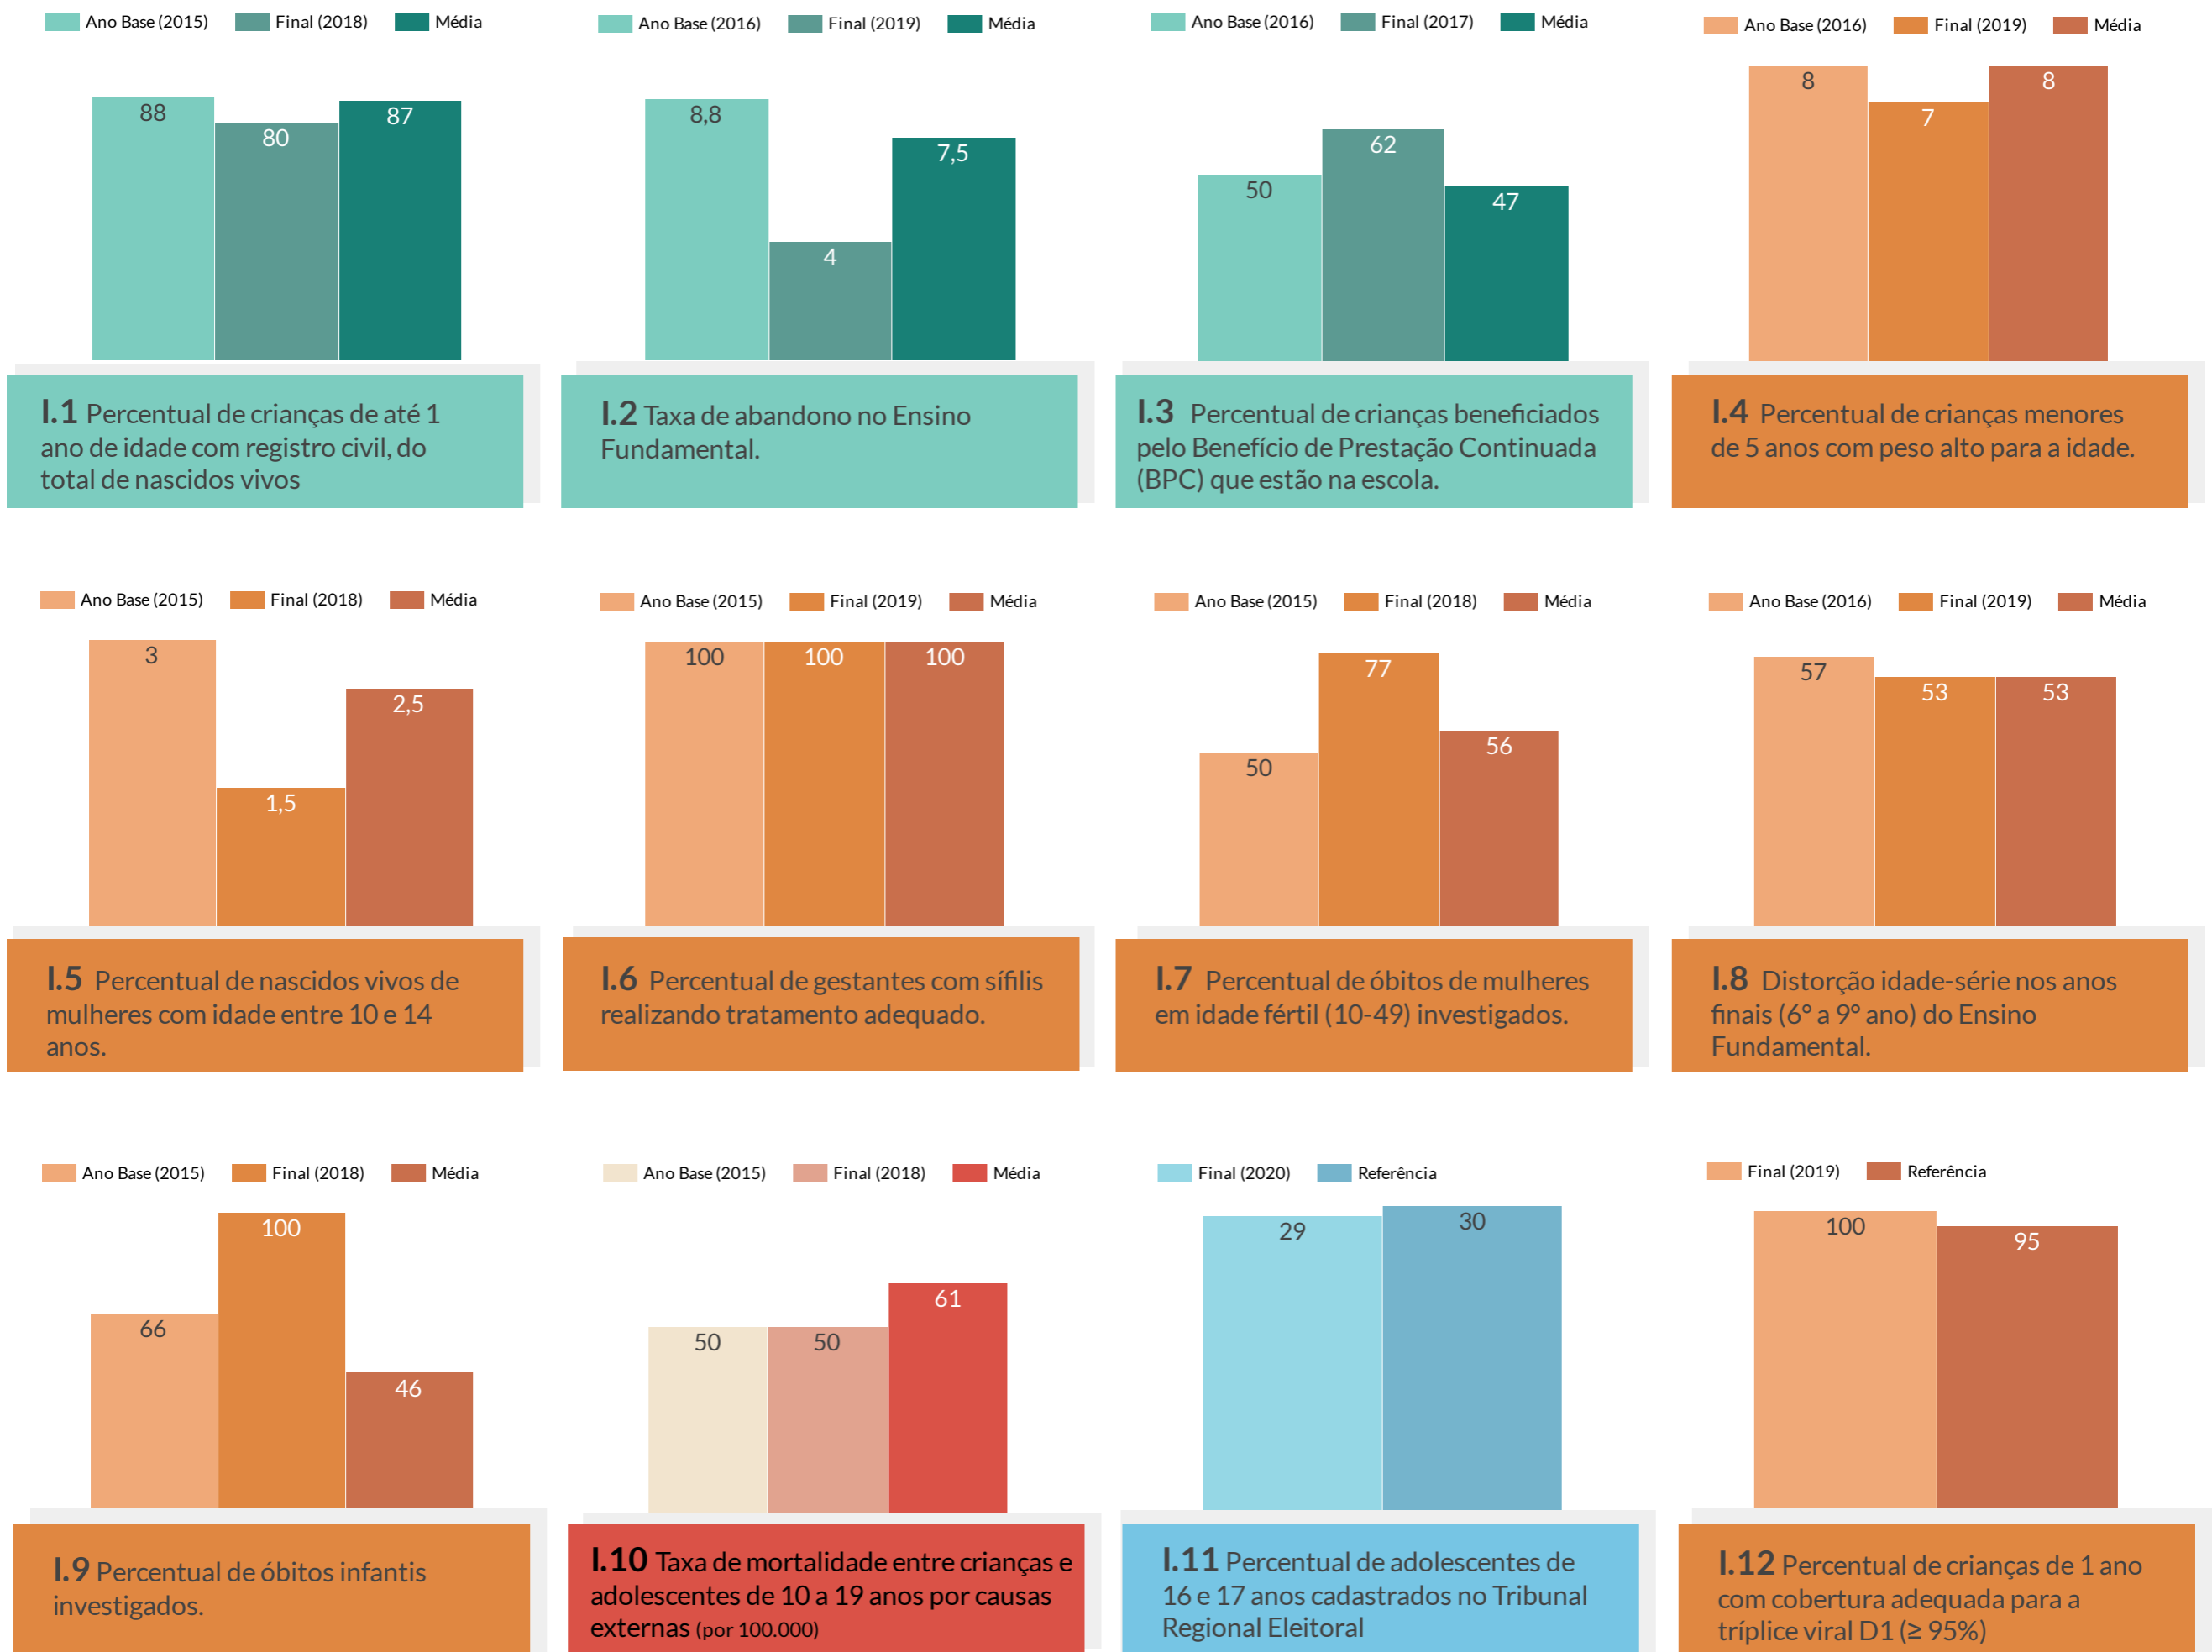 Ano Base (2015) Final (2018) Média
88 80 87
I.1 Percentual de crianças de até 1
ano de idade com registro civil, do
total de nascidos vivos
Ano Base (2016) Final (2019) Média
8,8 4 7,5
I.2 Taxa de abandono no Ensino
Fundamental.
Ano Base (2016) Final (2017) Média
50 62 47
I.3 Percentual de crianças beneficiados
pelo Benefício de Prestação Continuada
(BPC) que estão na escola.
Ano Base (2016) Final (2019) Média
8 7 8
I.4 Percentual de crianças menores
de 5 anos com peso alto para a idade.
Ano Base (2015) Final (2018) Média
3 1,5 2,5
I.5 Percentual de nascidos vivos de
mulheres com idade entre 10 e 14
anos.
Ano Base (2015) Final (2019) Média
100 100 100
I.6 Percentual de gestantes com sífilis
realizando tratamento adequado.
Ano Base (2015) Final (2018) Média
50 77 56
I.7 Percentual de óbitos de mulheres
em idade fértil (10-49) investigados.
Ano Base (2016) Final (2019) Média
57 53 53
I.8 Distorção idade-série nos anos
finais (6° a 9° ano) do Ensino
Fundamental.
Ano Base (2015) Final (2018) Média
66 100 46
I.9 Percentual de óbitos infantis
investigados.
Ano Base (2015) Final (2018) Média
50 50 61
I.10 Taxa de mortalidade entre crianças e
adolescentes de 10 a 19 anos por causas
externas (por 100.000)
Final (2020) Referência
29 30
I.11 Percentual de adolescentes de
16 e 17 anos cadastrados no Tribunal
Regional Eleitoral
Final (2019) Referência
100 95
I.12 Percentual de crianças de 1 ano
com cobertura adequada para a
tríplice viral D1 (≥ 95%)